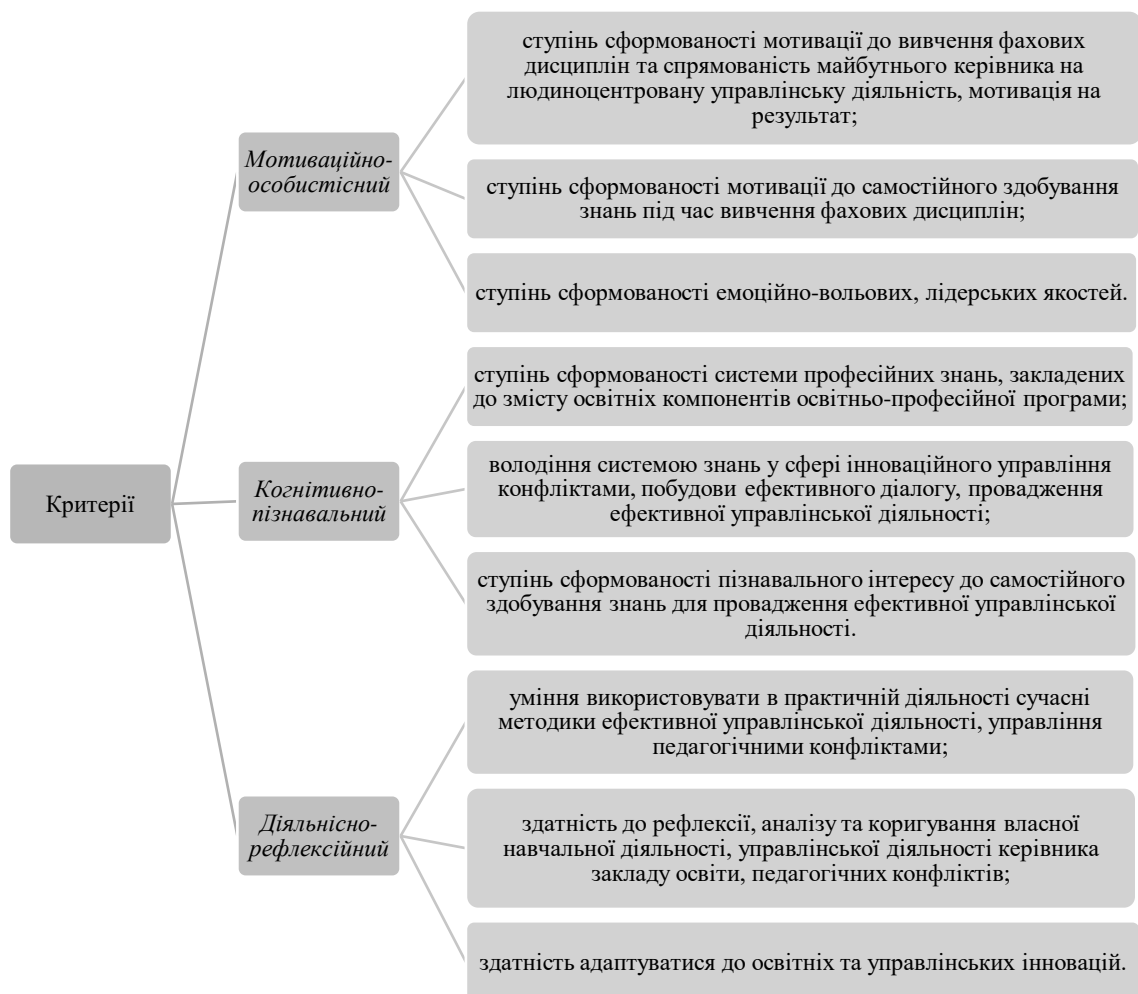 Критерії
Мотиваційно-
особистісний
ступінь сформованості мотивації до вивчення фахових
дисциплін та спрямованість майбутнього керівника на
людиноцентровану управлінську діяльність, мотивація на
результат;
ступінь сформованості мотивації до самостійного здобування
знань під час вивчення фахових дисциплін;
ступінь сформованості емоційно-вольових, лідерських якостей.
Когнітивно-
пізнавальний
ступінь сформованості системи професійних знань, закладених
до змісту освітніх компонентів освітньо-професійної програми;
володіння системою знань у сфері інноваційного управління
конфліктами, побудови ефективного діалогу, провадження
ефективної управлінської діяльності;
ступінь сформованості пізнавального інтересу до самостійного
здобування знань для провадження ефективної управлінської
діяльності.
Діяльнісно-
рефлексійний
уміння використовувати в практичній діяльності сучасні
методики ефективної управлінської діяльності, управління
педагогічними конфліктами;
здатність до рефлексії, аналізу та коригування власної
навчальної діяльності, управлінської діяльності керівника
закладу освіти, педагогічних конфліктів;
здатність адаптуватися до освітніх та управлінських інновацій.